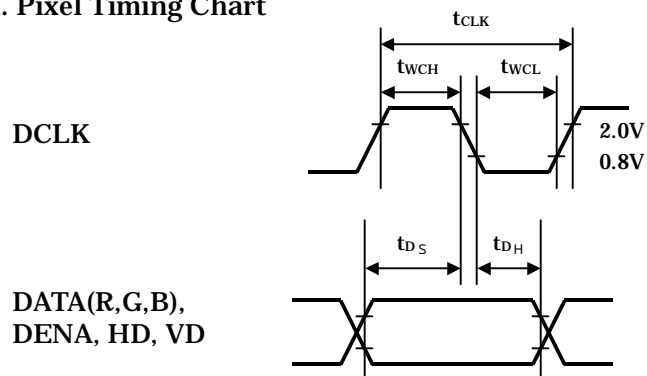 . Pixel Timing Chart
tCLK
tWCH tWCL
DCLK
2.0V
0.8V
tDS tDH
DATA(R,G,B),
DENA, HD, VD